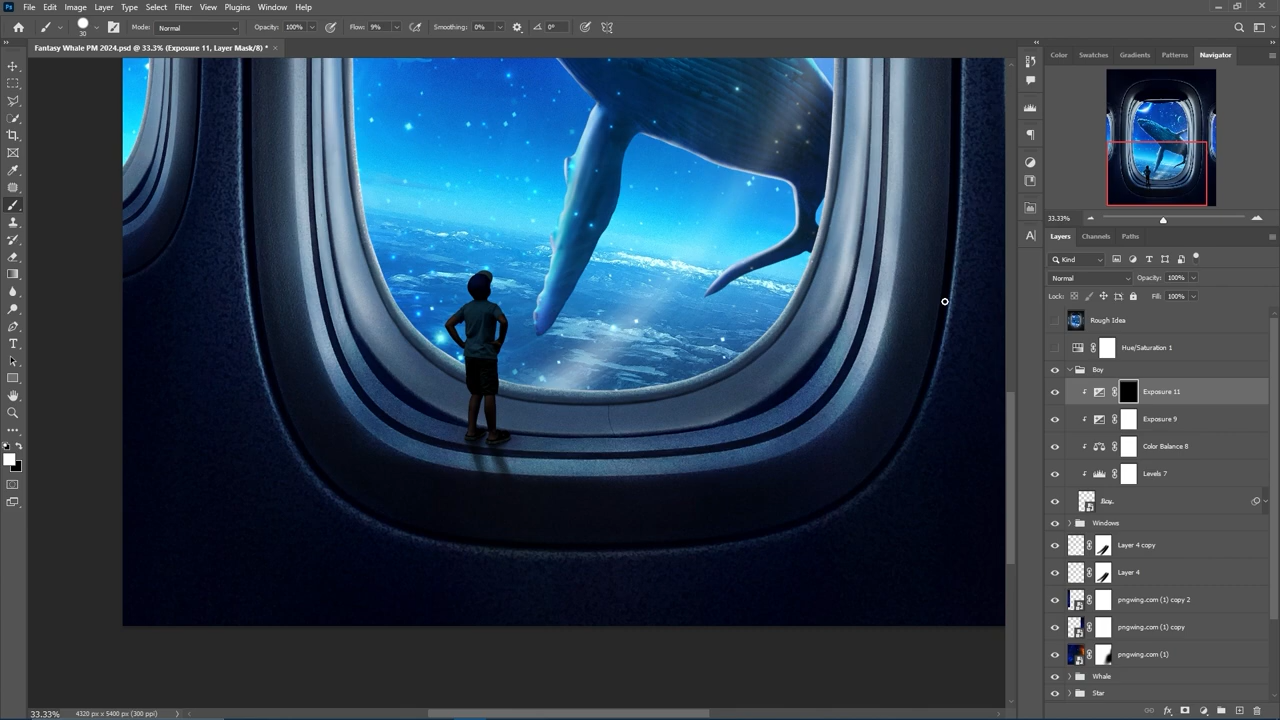 Ps File Edit Image Layer Type Select Filter View Plugins Window Help
30 Mode: Normal Opacity: 100% Flow: 9% Smoothing: 0% 0°
Fantasy Whale PM 2024.psd @ 33.3% (Exposure 11, Layer Mask/8) *
Color Swatches Gradients Patterns Navigator
33.33%
Layers Channels Paths
Kind
Normal Opacity: 100%
Lock: Fill: 100%
Rough Idea
Hue/Saturation 1
Boy
Exposure 11
Exposure 9
Color Balance 8
Levels 7
Boy..
Windows
Layer 4 copy
Layer 4
pngwing.com (1) copy 2
pngwing.com (1) copy
pngwing.com (1)
Whale
Star
33.33% 4320 px x 5400 px (300 ppi)